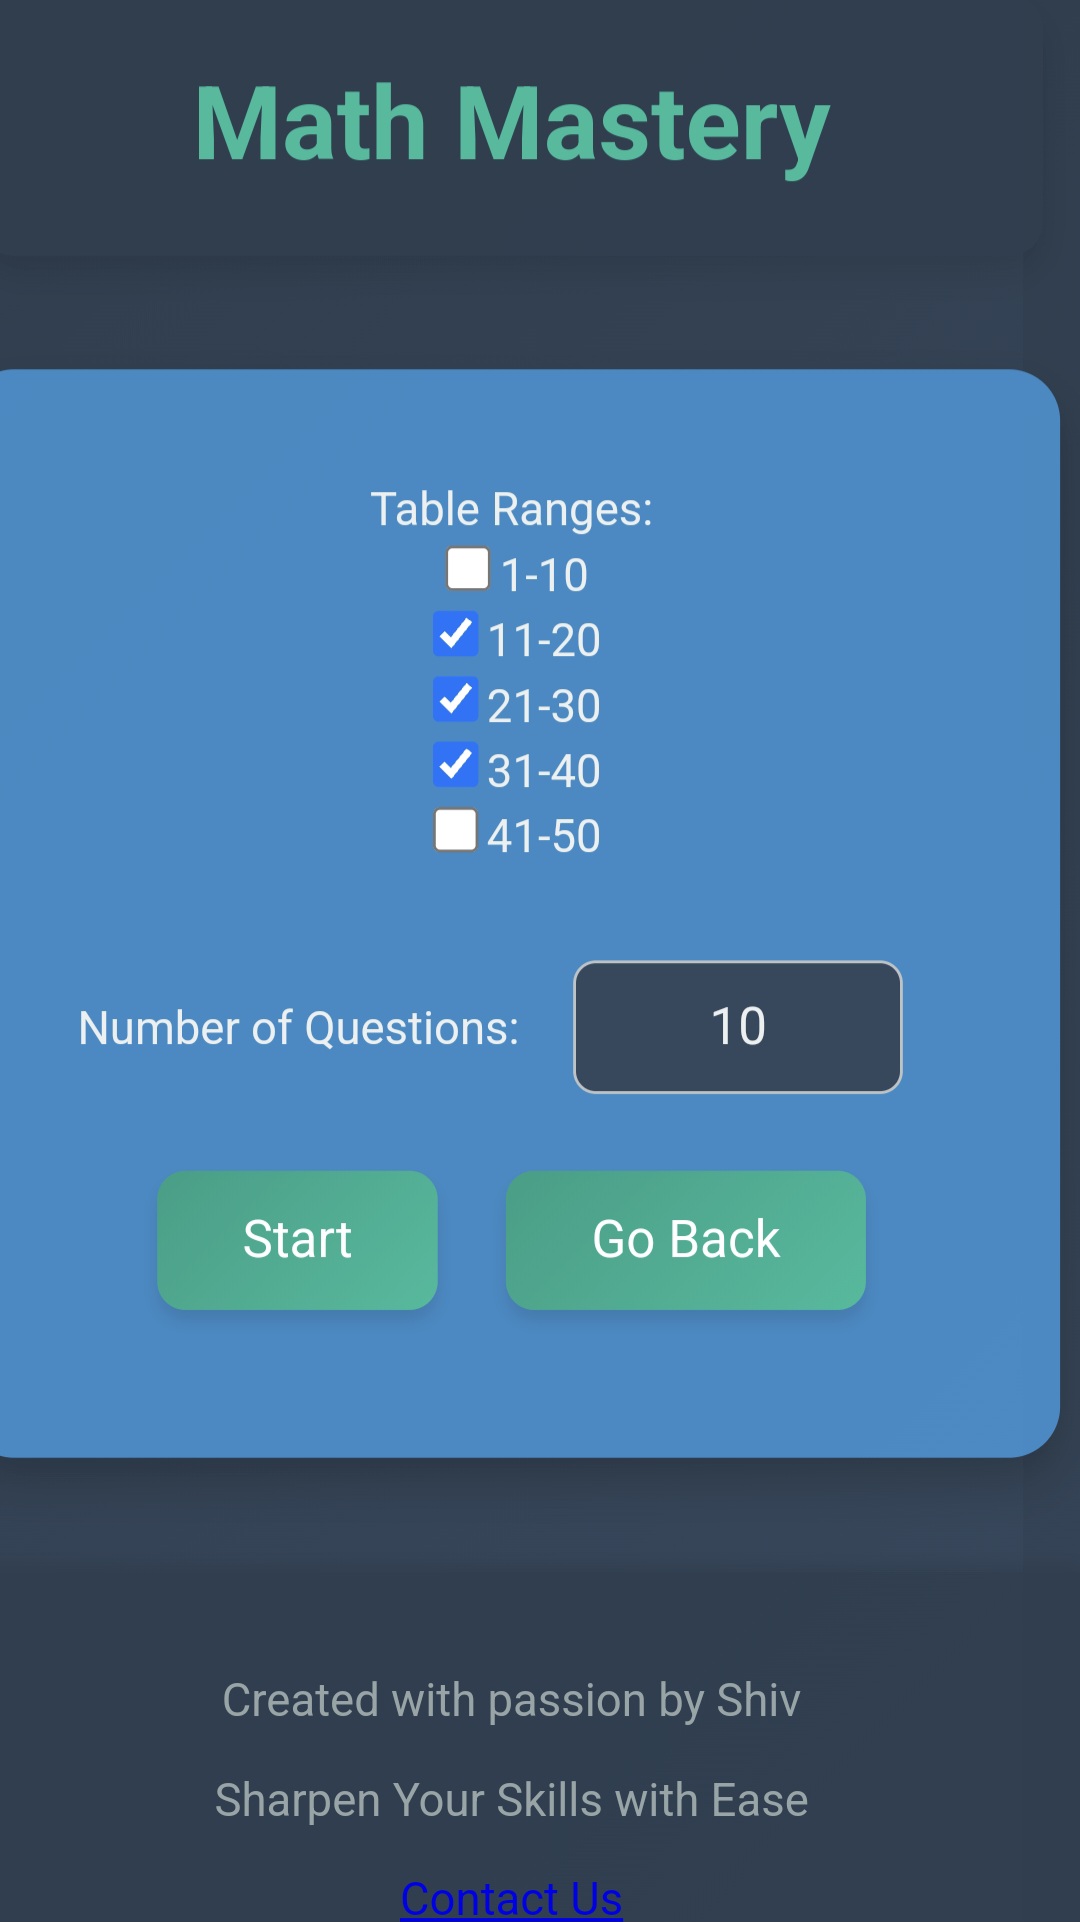 Math Mastery
Table Ranges:
1-10
11-20
21-30
31-40
41-50
Number of Questions: 10
Start Go Back
Created with passion by Shiv
Sharpen Your Skills with Ease
Contact Us